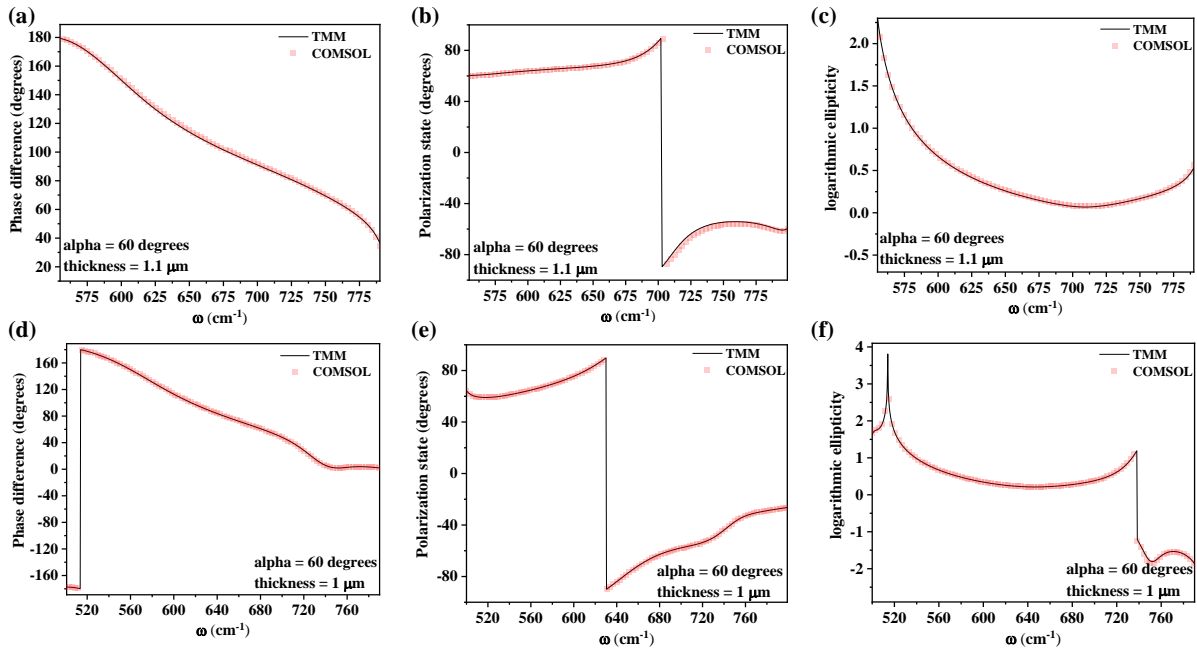 (a)
180
160
140
120
100
80
60
40
20
Phase difference (degrees)
TMM
COMSOL
alpha = 60 degrees
thickness = 1.1 μm
575 600 625 650 675 700 725 750 775
ω (cm-1)
(b)
80
40
0
-40
-80
Polarization state (degrees)
TMM
COMSOL
alpha = 60 degrees
thickness = 1.1 μm
575 600 625 650 675 700 725 750 775
ω (cm-1)
(c)
2.0
1.5
1.0
0.5
0.0
-0.5
logarithmic ellipticity
TMM
COMSOL
alpha = 60 degrees
thickness = 1.1 μm
575 600 625 650 675 700 725 750 775
ω (cm-1)
(d)
160
120
80
40
0
-40
-80
-120
-160
Phase difference (degrees)
TMM
COMSOL
alpha = 60 degrees
thickness = 1 μm
520 560 600 640 680 720 760
ω (cm-1)
(e)
80
40
0
-40
-80
Polarization state (degrees)
TMM
COMSOL
alpha = 60 degrees
thickness = 1 μm
520 560 600 640 680 720 760
ω (cm-1)
(f)
4
3
2
1
0
-1
-2
logarithmic ellipticity
TMM
COMSOL
alpha = 60 degrees
thickness = 1 μm
520 560 600 640 680 720 760
ω (cm-1)